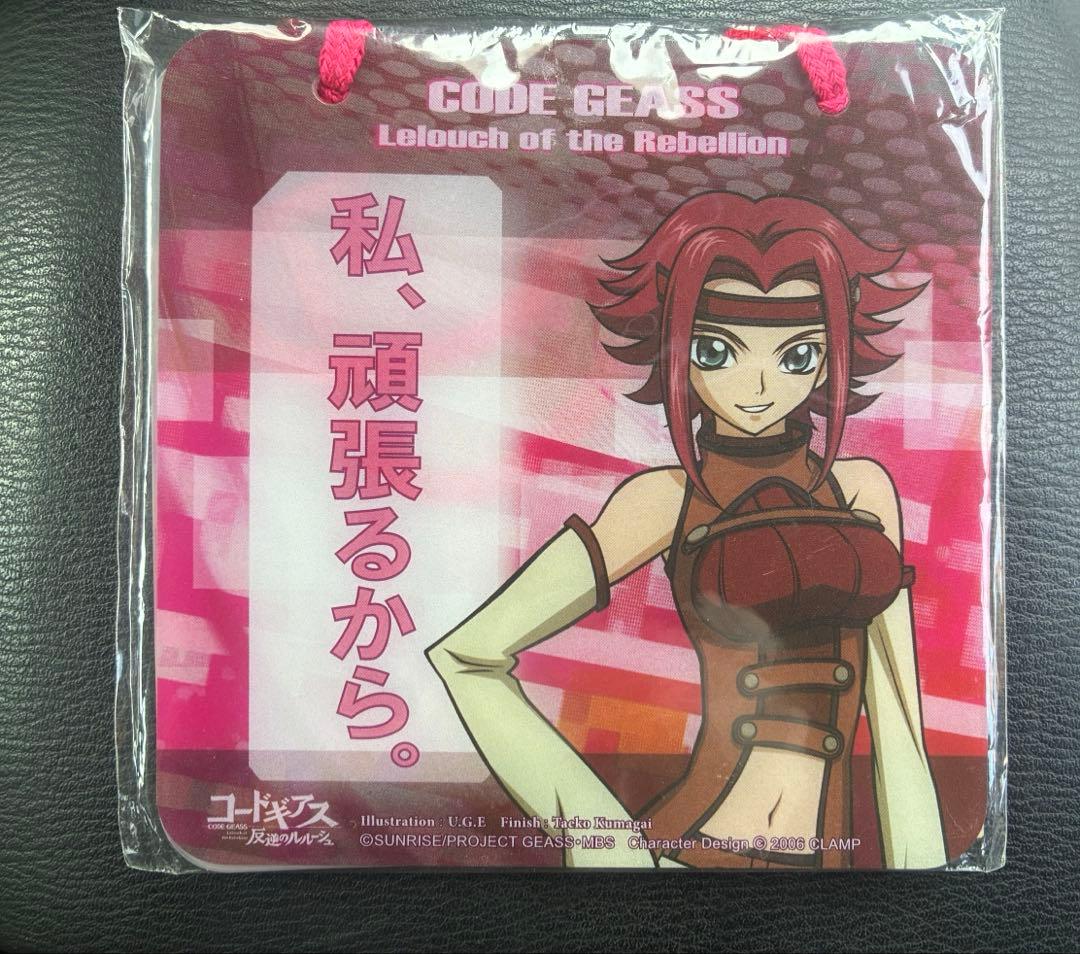 CODE GEASS
Lelouch of the Rebellion
私、頑張るから。
コードギアス
CODE GEASS
反逆のルルーシュ
Illustration : U.G.E Finish : Taeko Kumagai
©SUNRISE/PROJECT GEASS・MBS Character Design © 2006 CLAMP